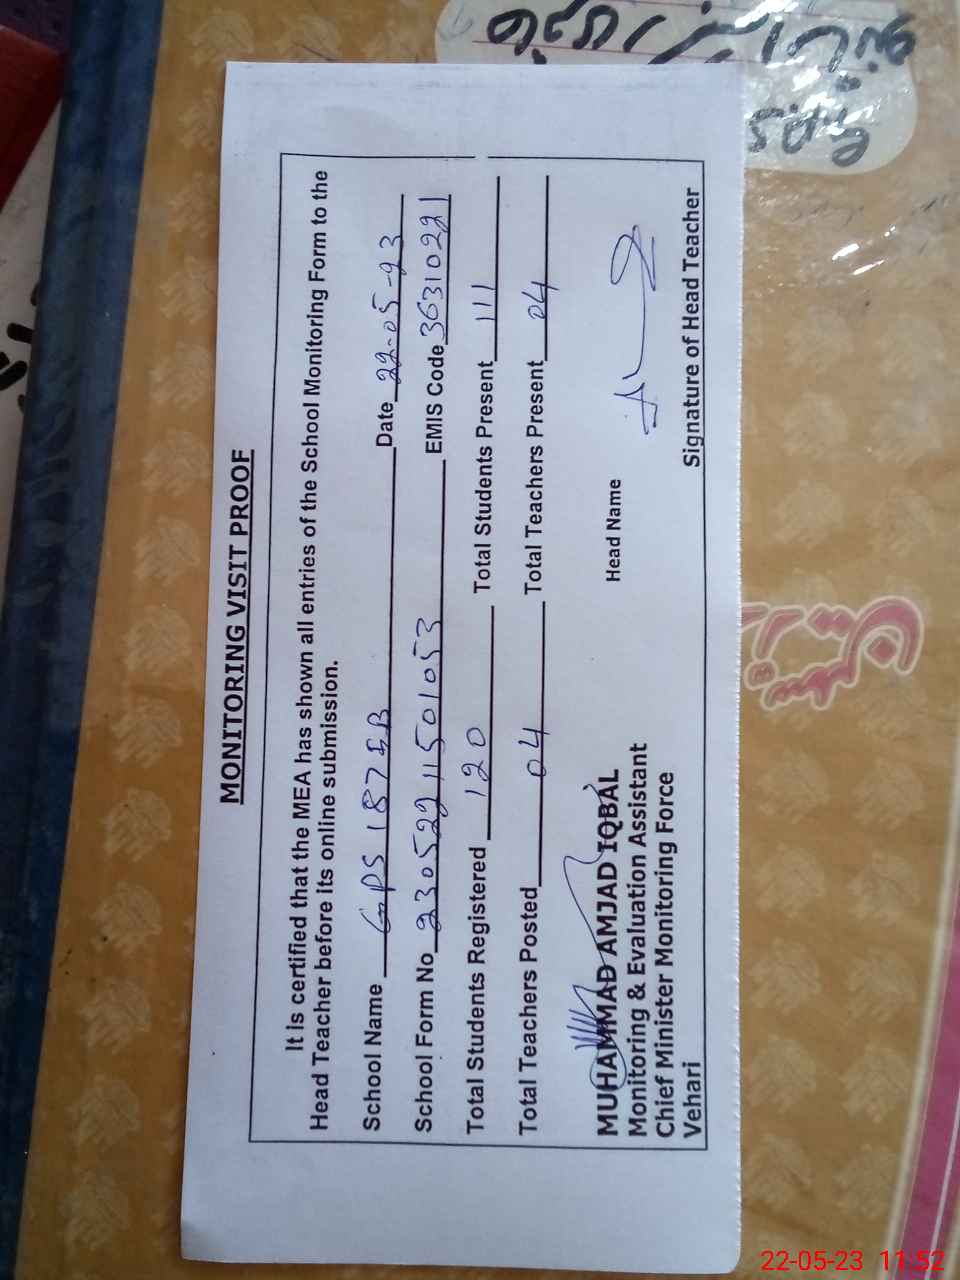 MONITORING VISIT PROOF
It is certified that the MEA has shown all entries of the School Monitoring Form to the
Head Teacher before its online submission.
School Name GPS 187 EB Date 22-05-23
School Form No 230522115010 53 EMIS Code 36310221
Total Students Registered 120 Total Students Present 111
Total Teachers Posted 04 Total Teachers Present 04
MUHAMMAD AMJAD IQBAL
Monitoring & Evaluation Assistant Head Name
Chief Minister Monitoring Force
Vehari Signature of Head Teacher
22-05-23 11:52